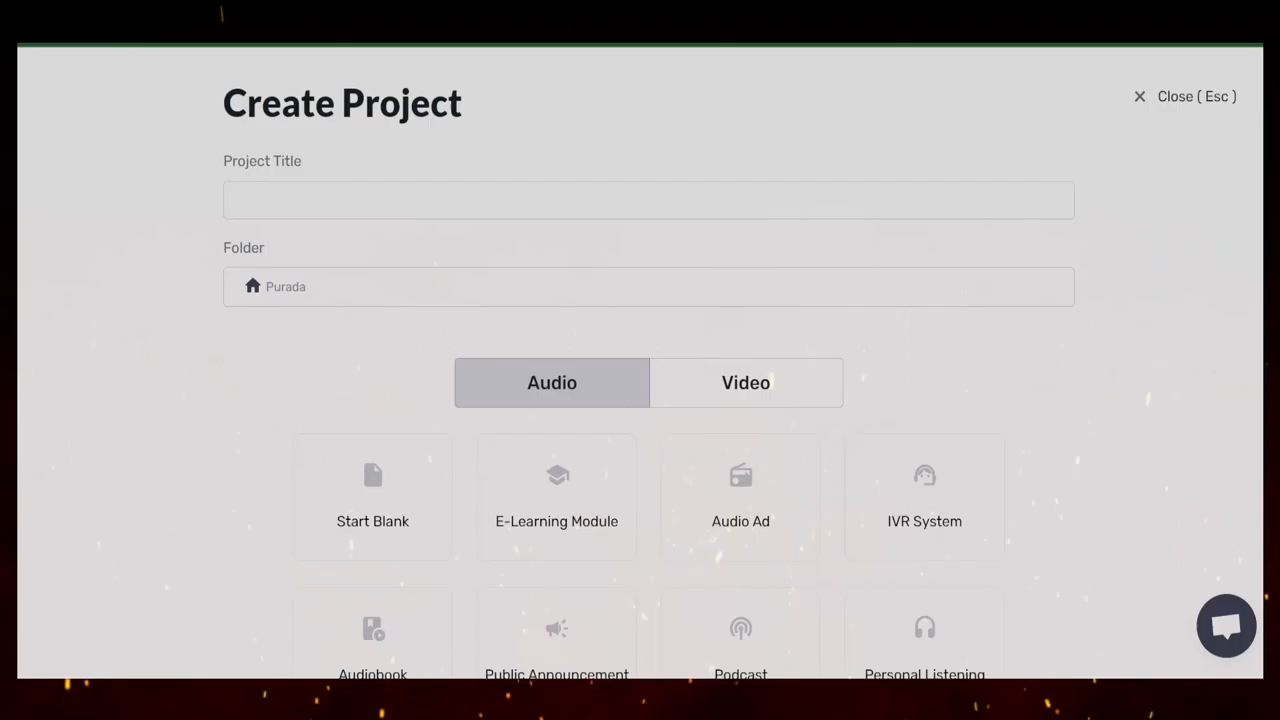 Create Project
Close ( Esc )
Project Title
Folder
Purada
Audio
Video
Start Blank
E-Learning Module
Audio Ad
IVR System
Audiobook
Public Announcement
Podcast
Personal Listening